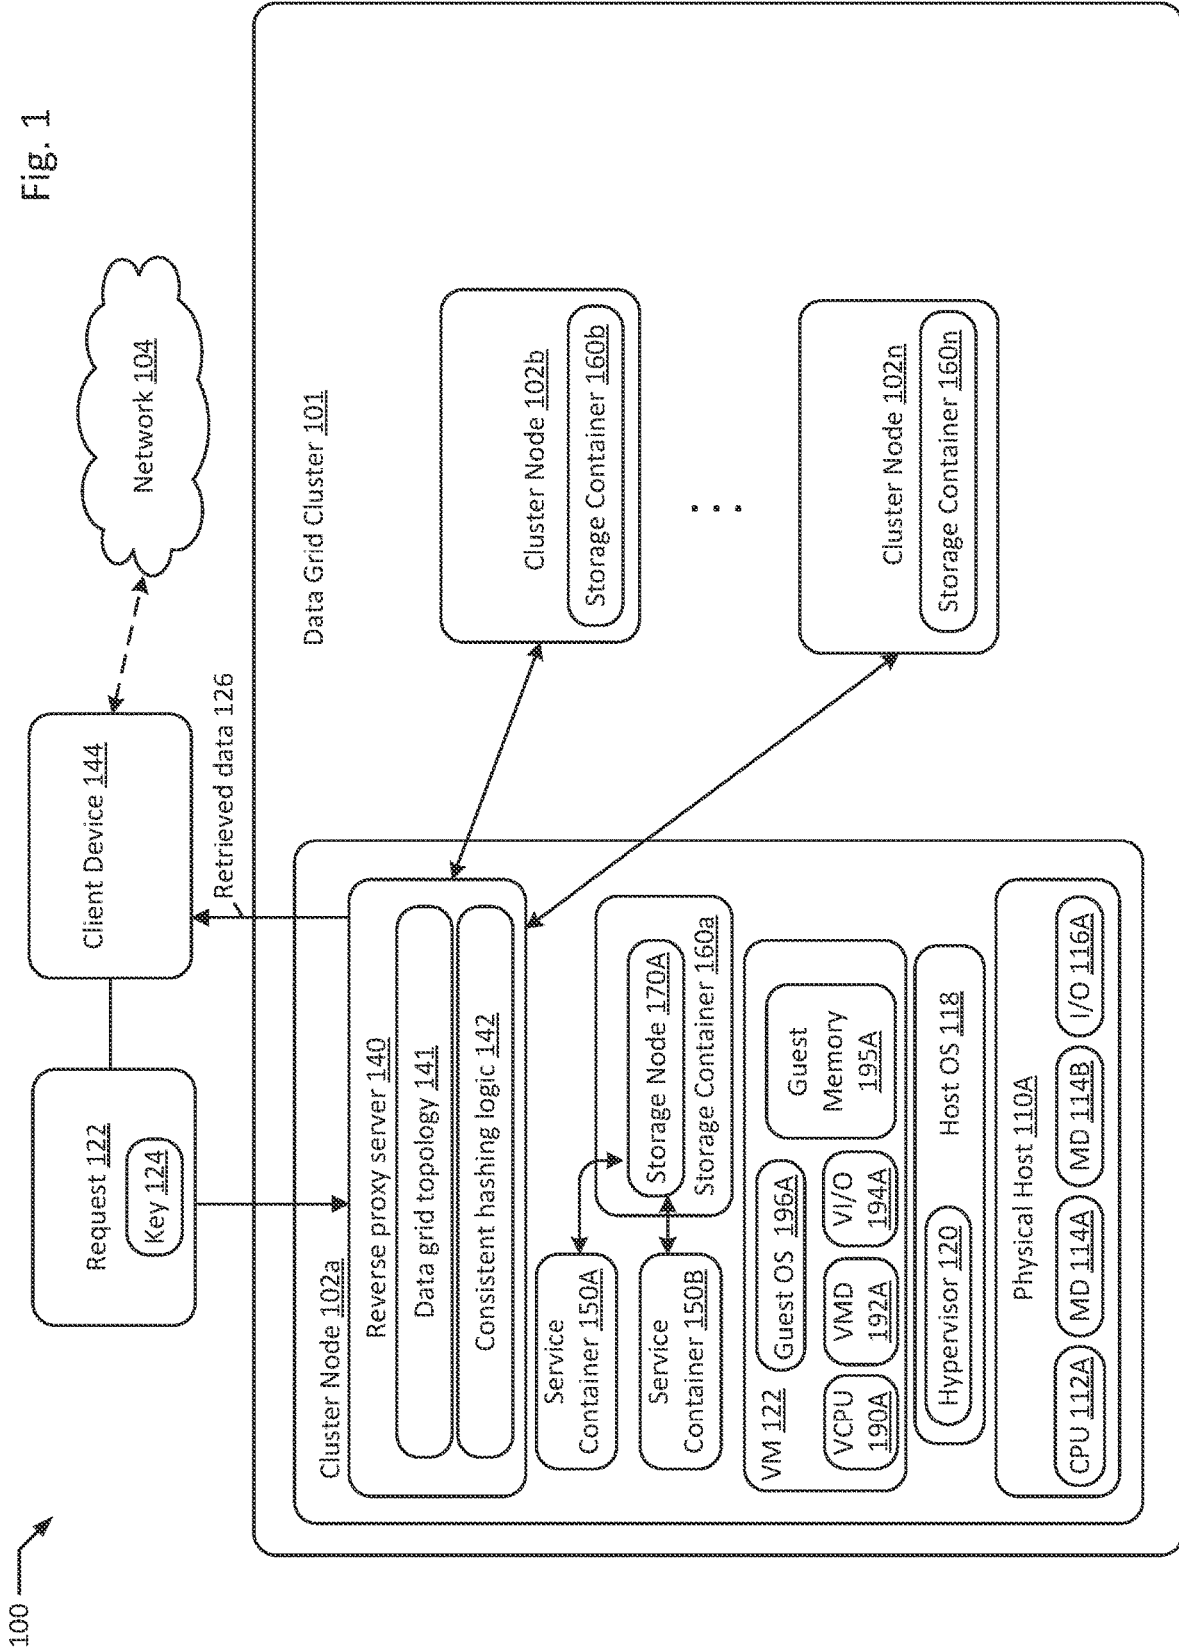 100
Fig. 1
Request 122
Key 124
Client Device 144
Network 104
Retrieved data 126
Data Grid Cluster 101
Cluster Node 102a
Reverse proxy server 140
Data grid topology 141
Consistent hashing logic 142
Service
Container 150A
Service
Container 150B
Storage Node 170A
Storage Container 160a
Cluster Node 102b
Storage Container 160b
. . .
Cluster Node 102n
Storage Container 160n
VM 122
Guest OS 196A
VCPU
190A
VMD
192A
VI/O
194A
Guest
Memory
195A
Hypervisor 120
Host OS 118
Physical Host 110A
CPU 112A
MD 114A
MD 114B
I/O 116A